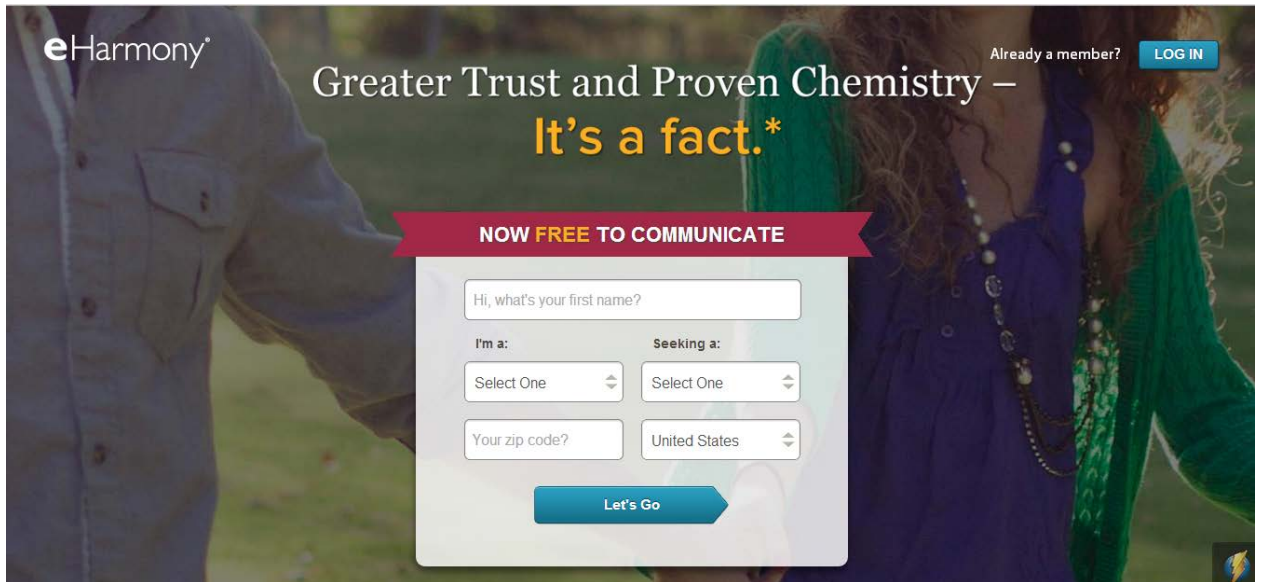 eHarmony®
Already a member? LOG IN
Greater Trust and Proven Chemistry –
It's a fact.*
NOW FREE TO COMMUNICATE
Hi, what's your first name?
I'm a: Seeking a:
Select One Select One
Your zip code? United States
Let's Go